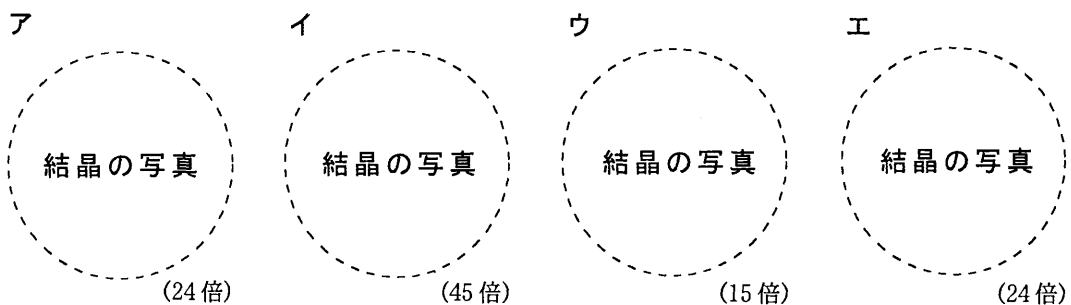 ア イ ウ エ
結晶の写真 結晶の写真 結晶の写真 結晶の写真
(24倍) (45倍) (15倍) (24倍)